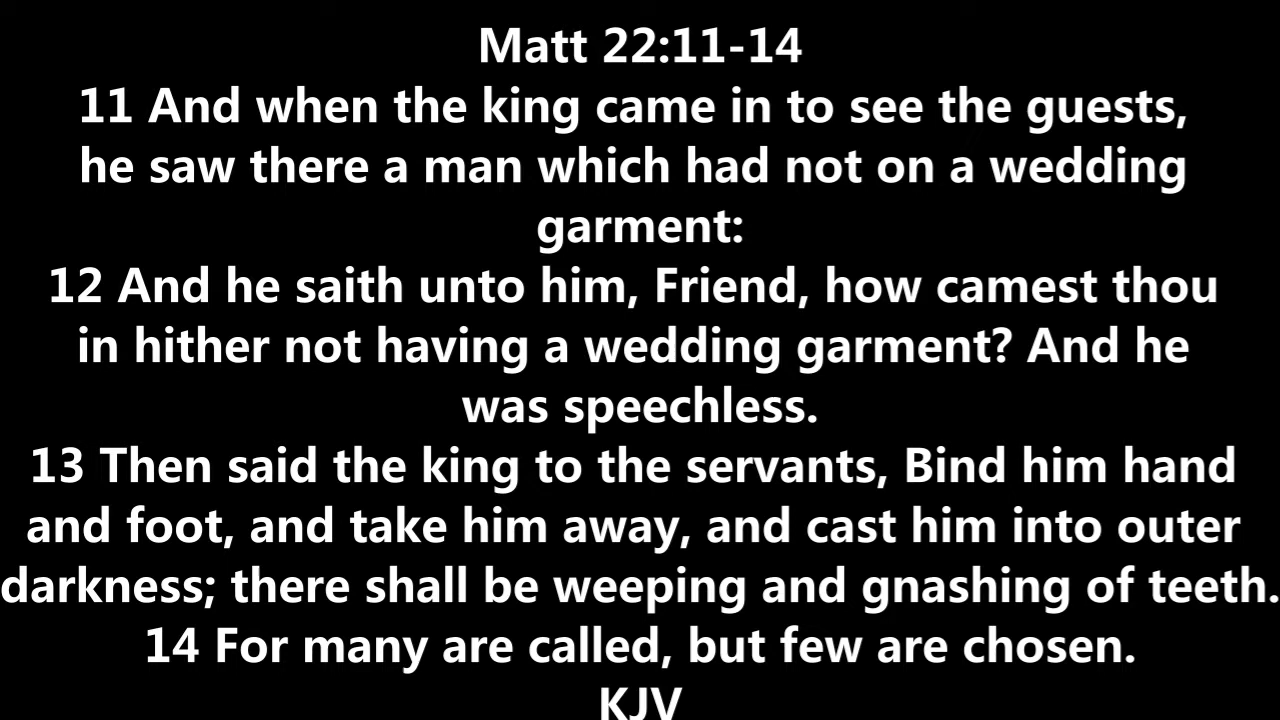 Matt 22:11-14
11 And when the king came in to see the guests,
he saw there a man which had not on a wedding
garment:
12 And he saith unto him, Friend, how camest thou
in hither not having a wedding garment? And he
was speechless.
13 Then said the king to the servants, Bind him hand
and foot, and take him away, and cast him into outer
darkness; there shall be weeping and gnashing of teeth.
14 For many are called, but few are chosen.
KJV